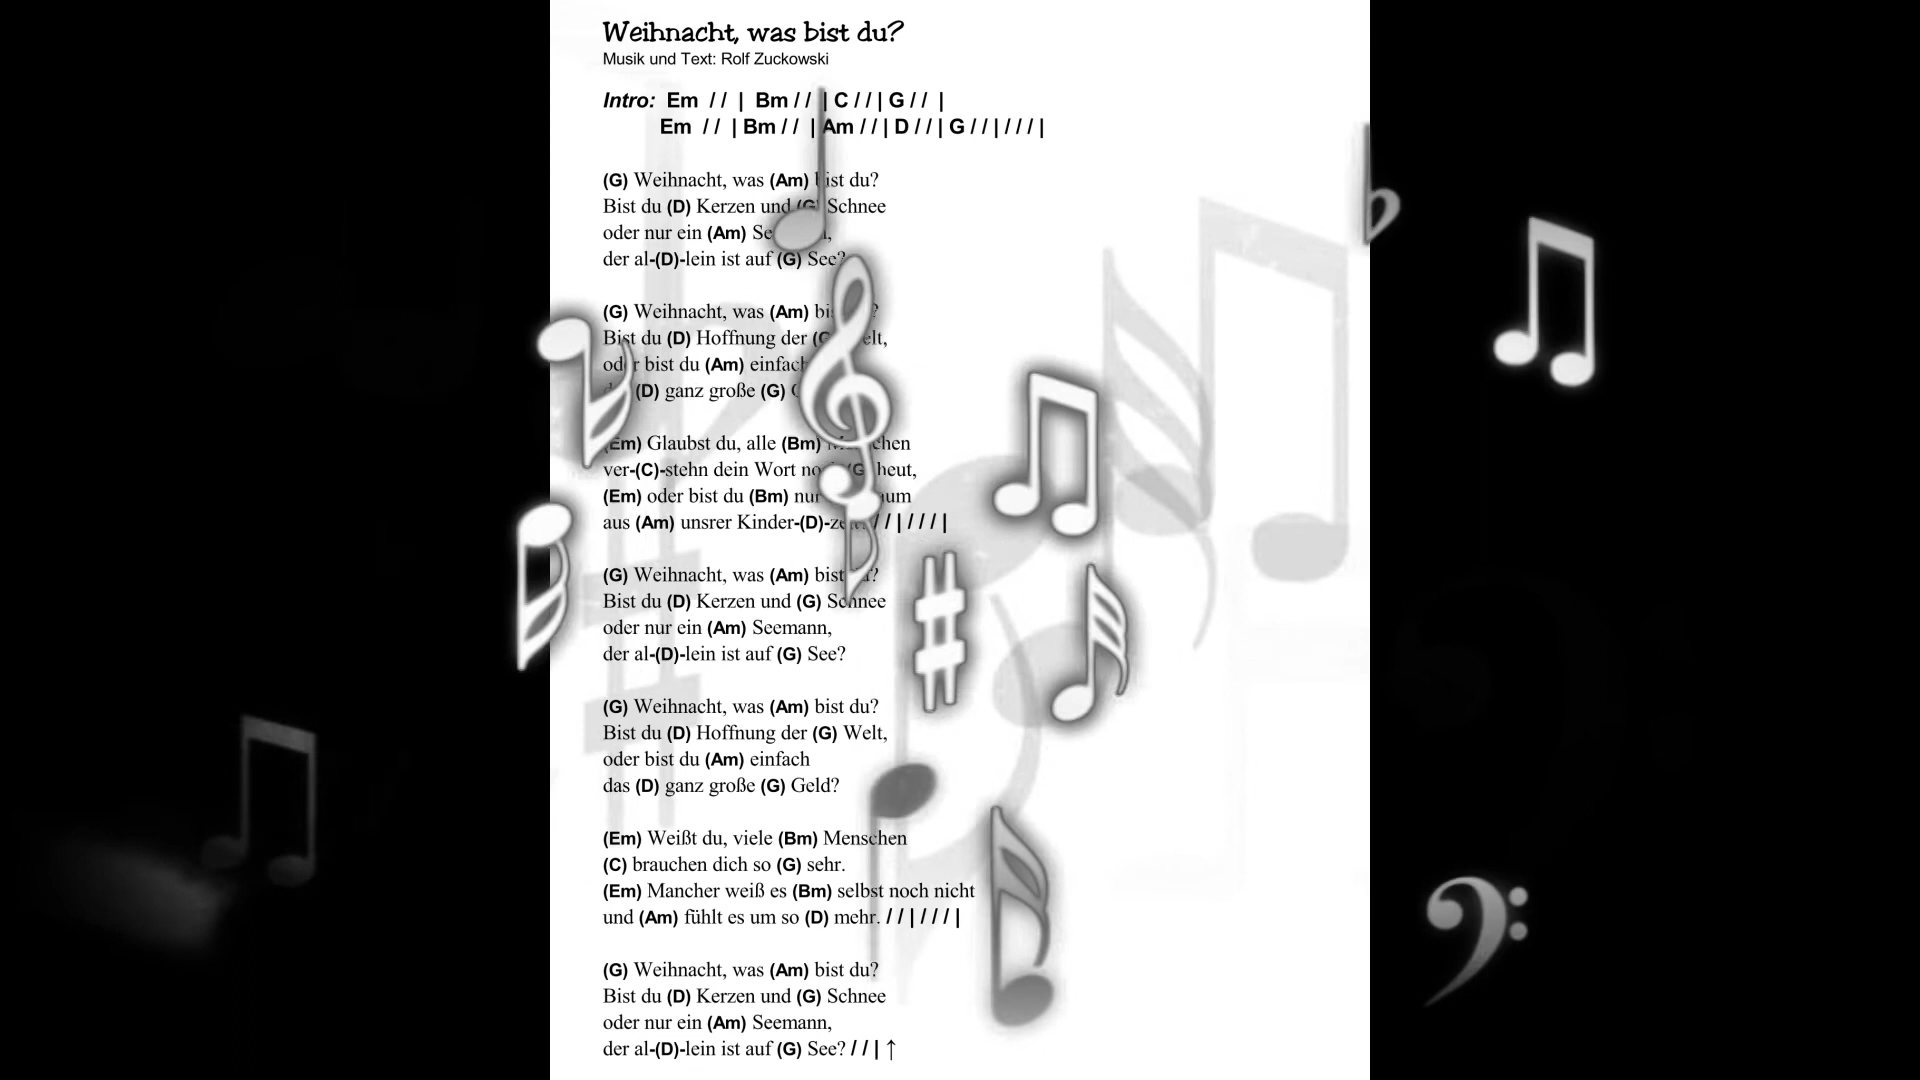 Weihnacht, was bist du?
Musik und Text: Rolf Zuckowski
Intro: Em / / | Bm / / | C / / | G / / |
Em / / | Bm / / | Am / / | D / / | G / / | / / / |
(G) Weihnacht, was (Am) bist du?
Bist du (D) Kerzen und (G) Schnee
oder nur ein (Am)
der al-(D)-lein ist auf (G) See?
(G) Weihnacht, was (Am)
Bist du (D) Hoffnung der
oder bist du (Am) einfach
(D) ganz große (G)
(Em) Glaubst du, alle (Bm)
ver-(C)-stehn dein Wort (G) heut,
(Em) oder bist du (Bm) nur
aus (Am) unsrer Kinder-(D)- / / | / / / |
(G) Weihnacht, was (Am) bist
Bist du (D) Kerzen und (G) Schnee
oder nur ein (Am) Seemann,
der al-(D)-lein ist auf (G) See?
(G) Weihnacht, was (Am) bist du?
Bist du (D) Hoffnung der (G) Welt,
oder bist du (Am) einfach
das (D) ganz große (G) Geld?
(Em) Weißt du, viele (Bm) Menschen
(C) brauchen dich so (G) sehr.
(Em) Mancher weiß es (Bm) selbst noch nicht
und (Am) fühlt es um so (D) mehr. / / | / / / |
(G) Weihnacht, was (Am) bist du?
Bist du (D) Kerzen und (G) Schnee
oder nur ein (Am) Seemann,
der al-(D)-lein ist auf (G) See? / / | ↑